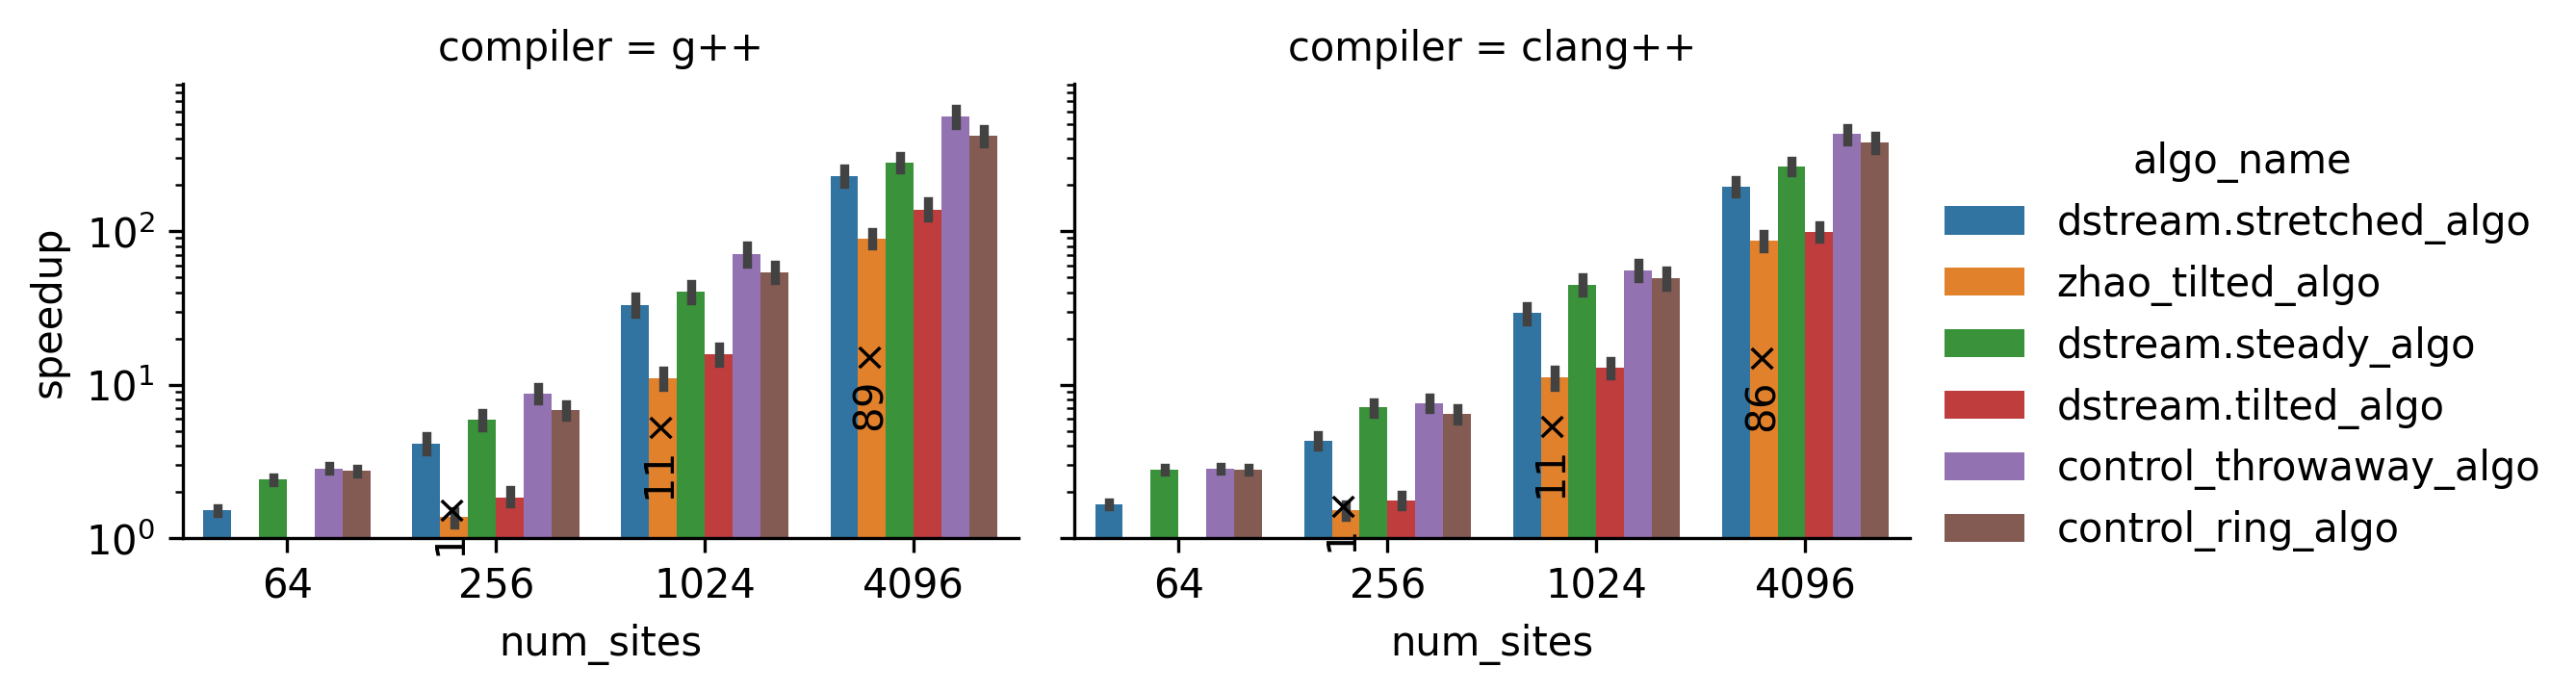 compiler = g++
compiler = clang++
speedup
10²
10¹
10⁰
1 ×
11 ×
89 ×
64
256
1024
4096
num_sites
1 ×
11 ×
86 ×
64
256
1024
4096
num_sites
algo_name
dstream.stretched_algo
zhao_tilted_algo
dstream.steady_algo
dstream.tilted_algo
control_throwaway_algo
control_ring_algo